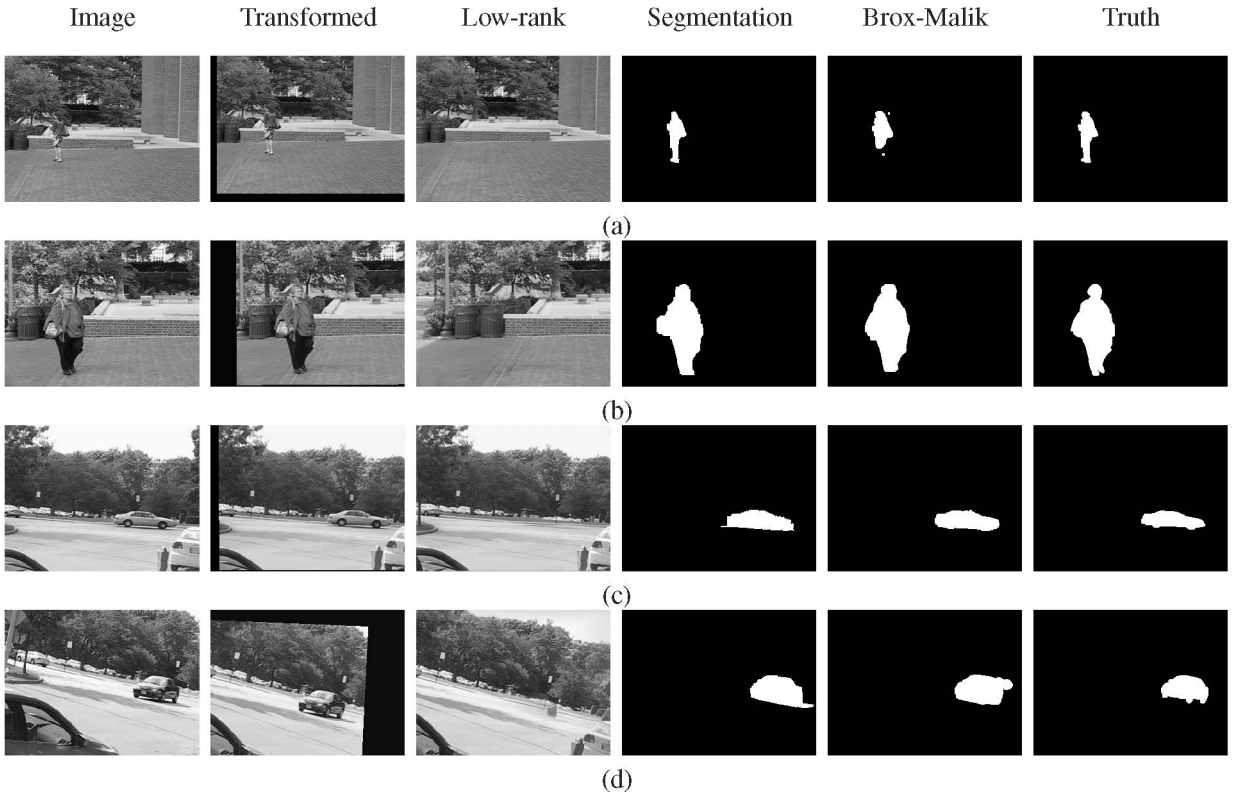 Image Transformed Low-rank Segmentation Brox-Malik Truth
(a)
(b)
(c)
(d)